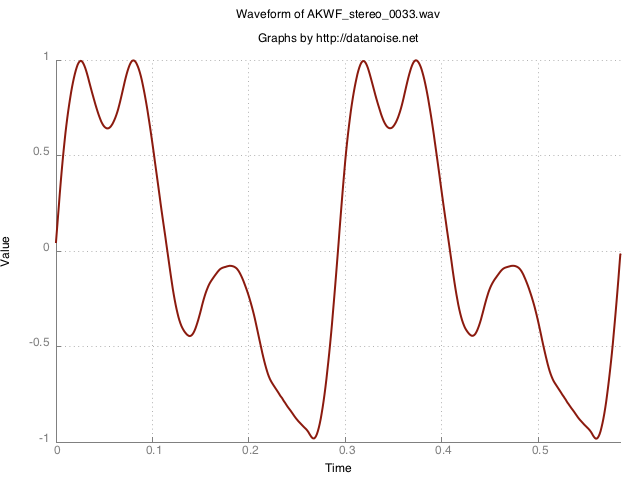 Waveform of AKWF_stereo_0033.wav
Graphs by http://datanoise.net
1
0.5
0
-0.5
-1
Value
0 0.1 0.2 0.3 0.4 0.5
Time